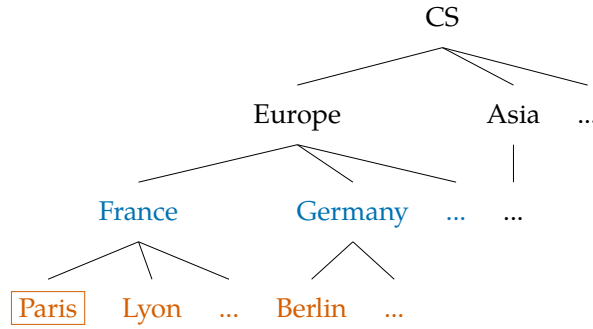 CS
Europe Asia ...
France Germany ... ...
Paris Lyon ... Berlin ...